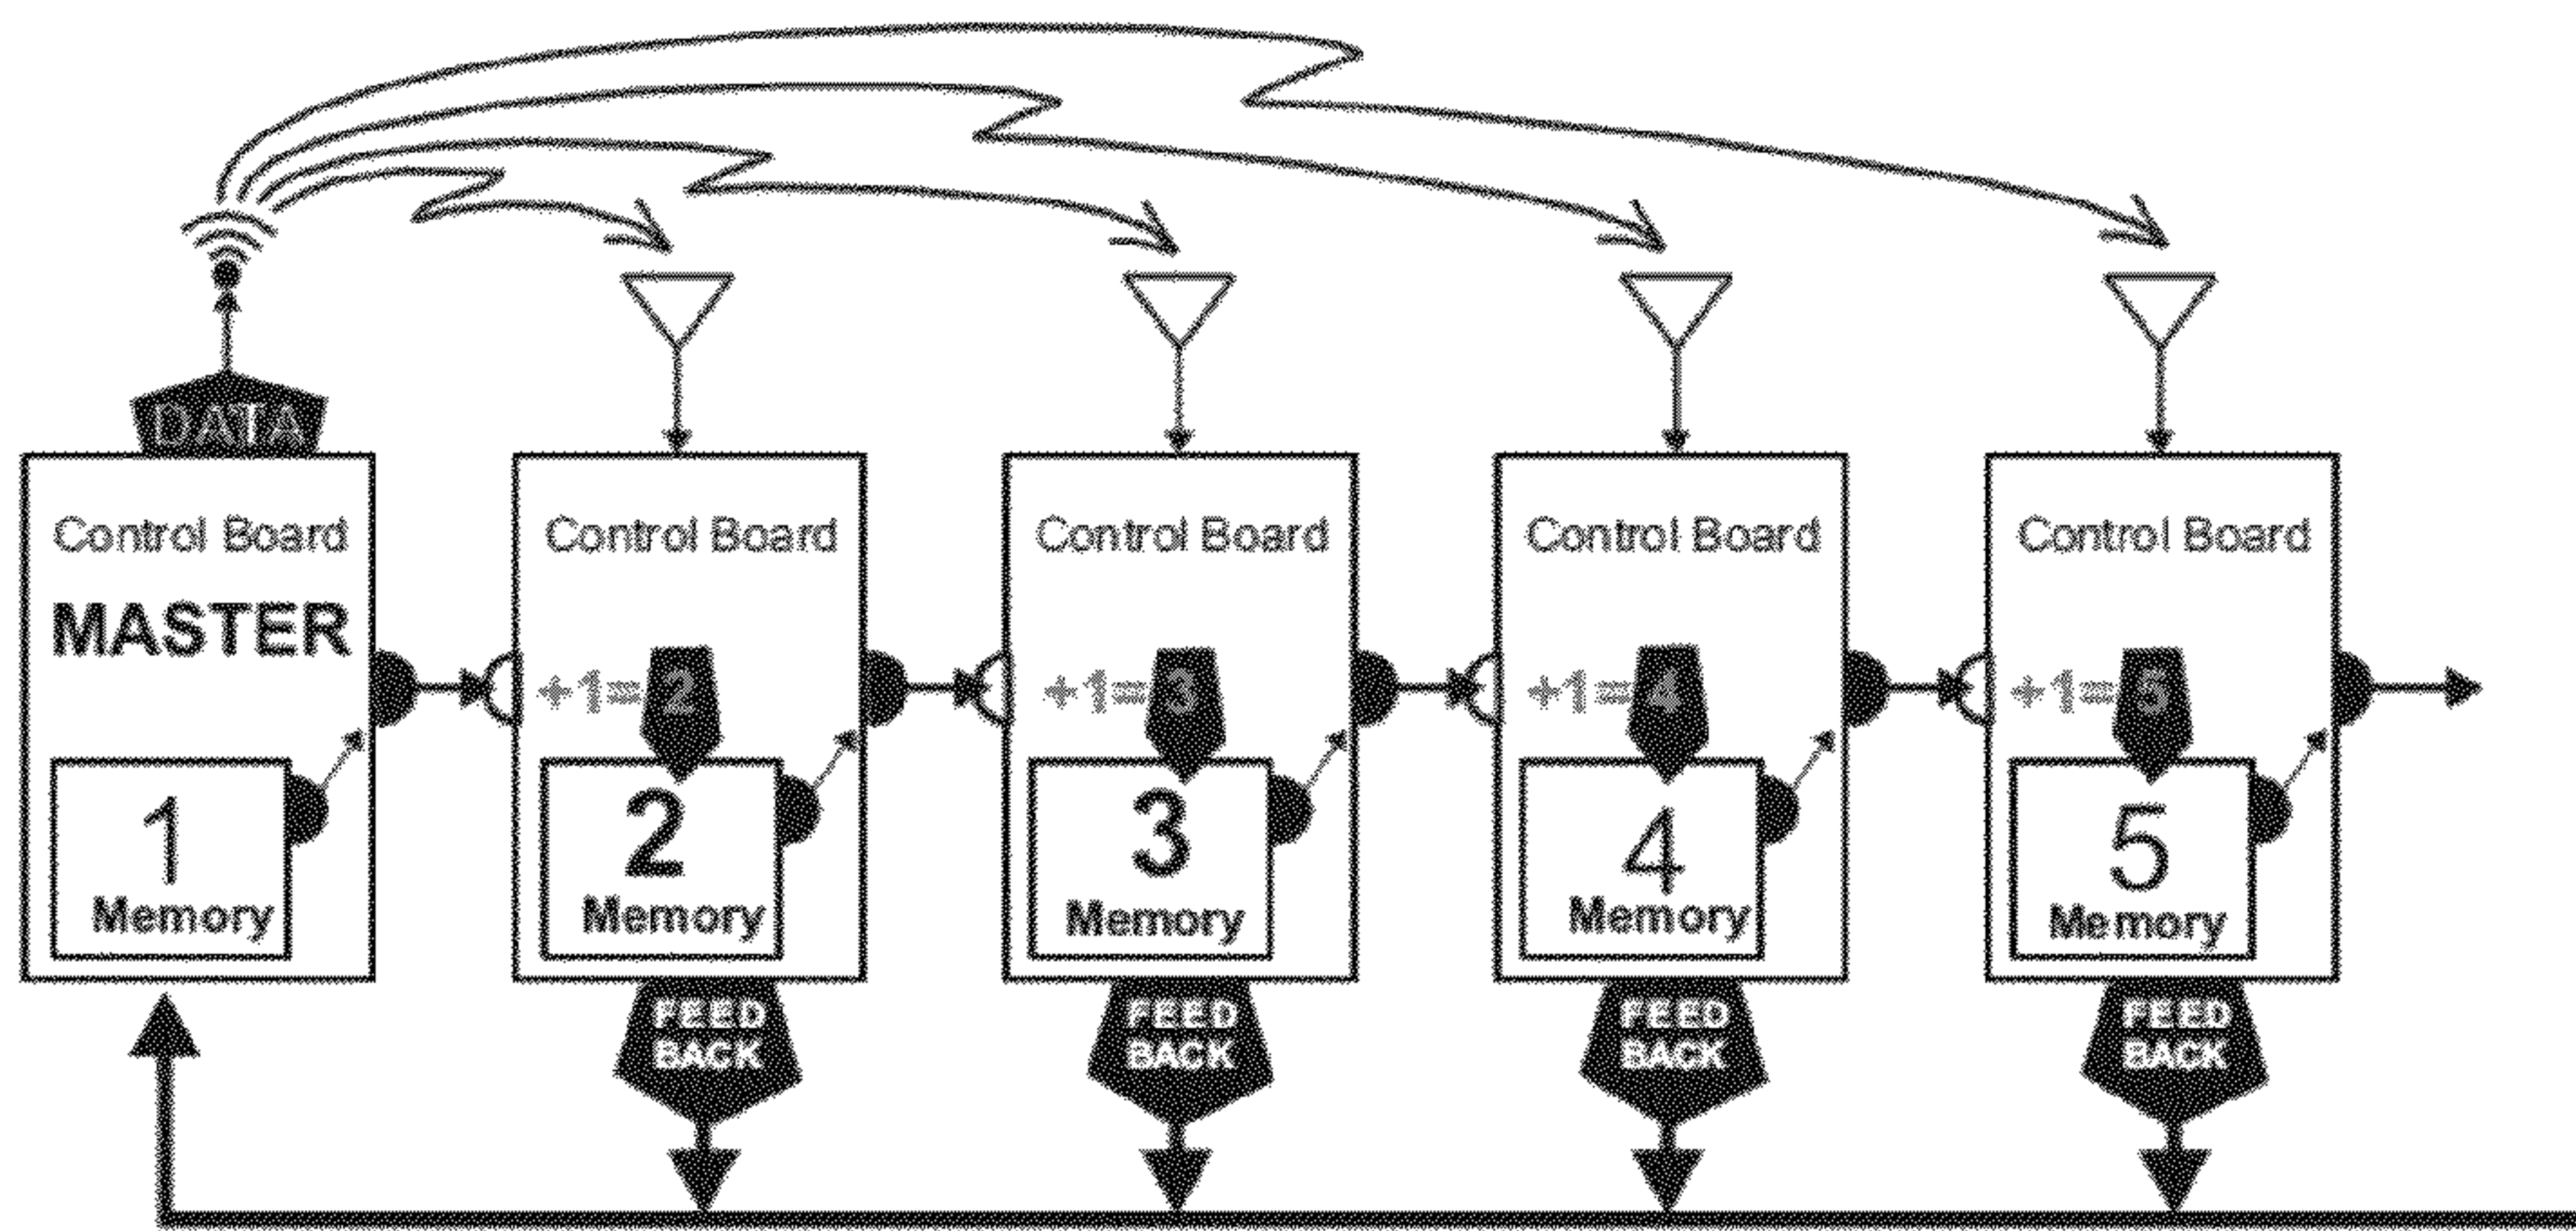 DATA
Control Board
MASTER
1
Memory
Control Board
+1=2
2
Memory
FEED
BACK
Control Board
+1=3
3
Memory
FEED
BACK
Control Board
+1=4
4
Memory
FEED
BACK
Control Board
+1=5
5
Memory
FEED
BACK